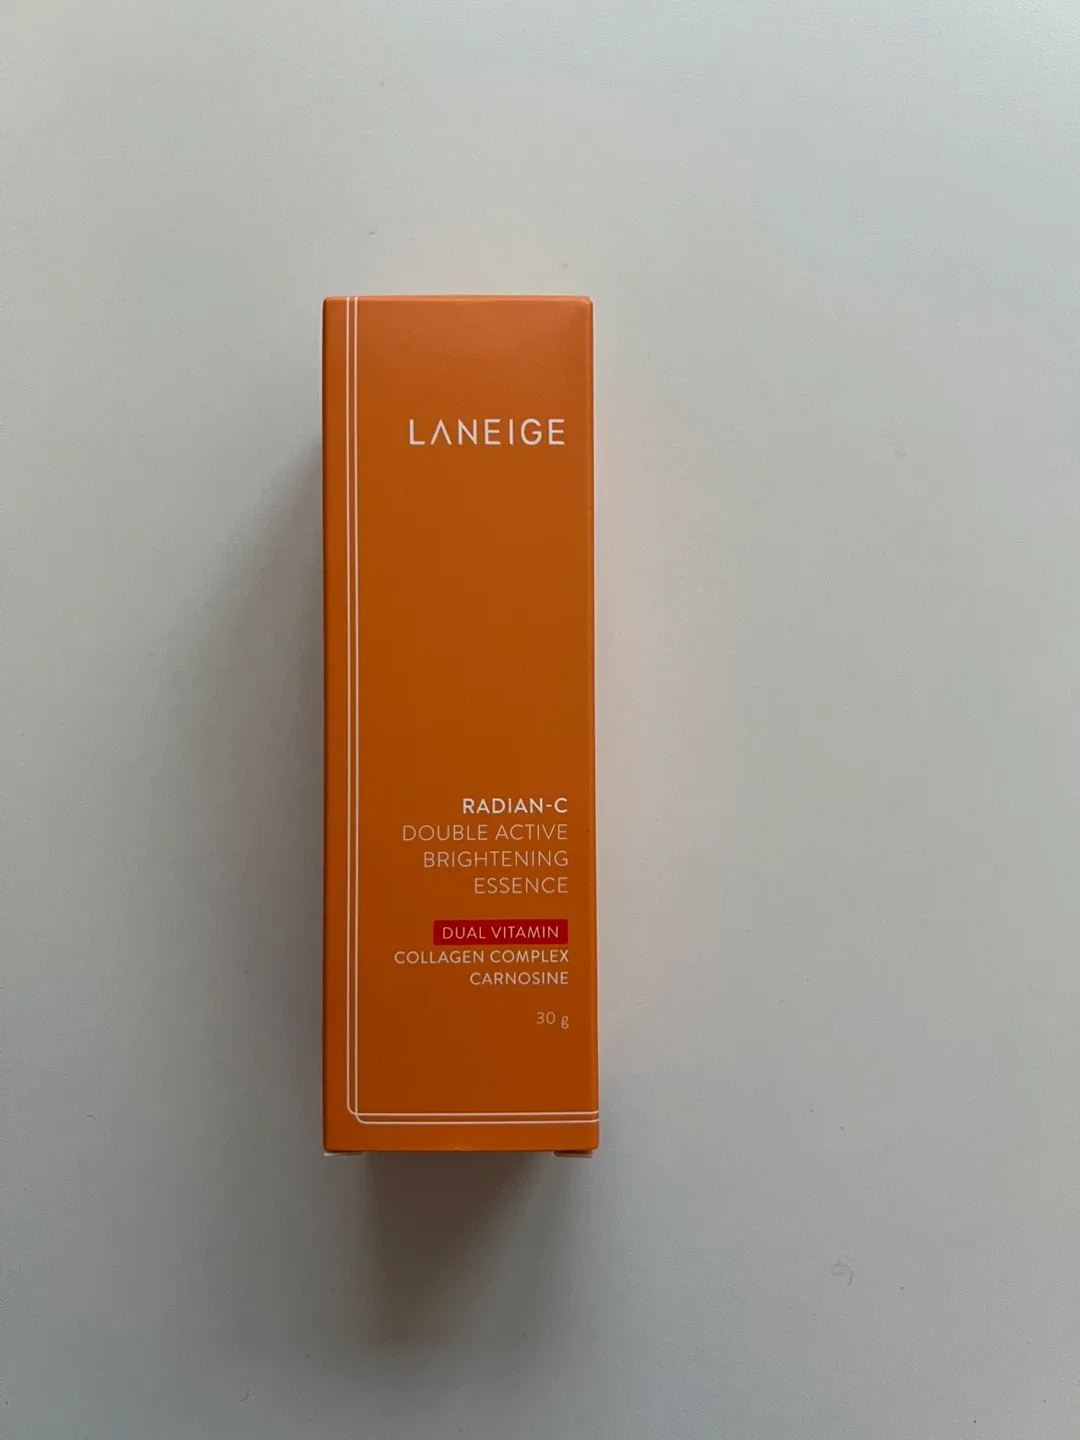 LANEIGE
RADIAN-C
DOUBLE ACTIVE
BRIGHTENING
ESSENCE
DUAL VITAMIN
COLLAGEN COMPLEX
CARNOSINE
30 g